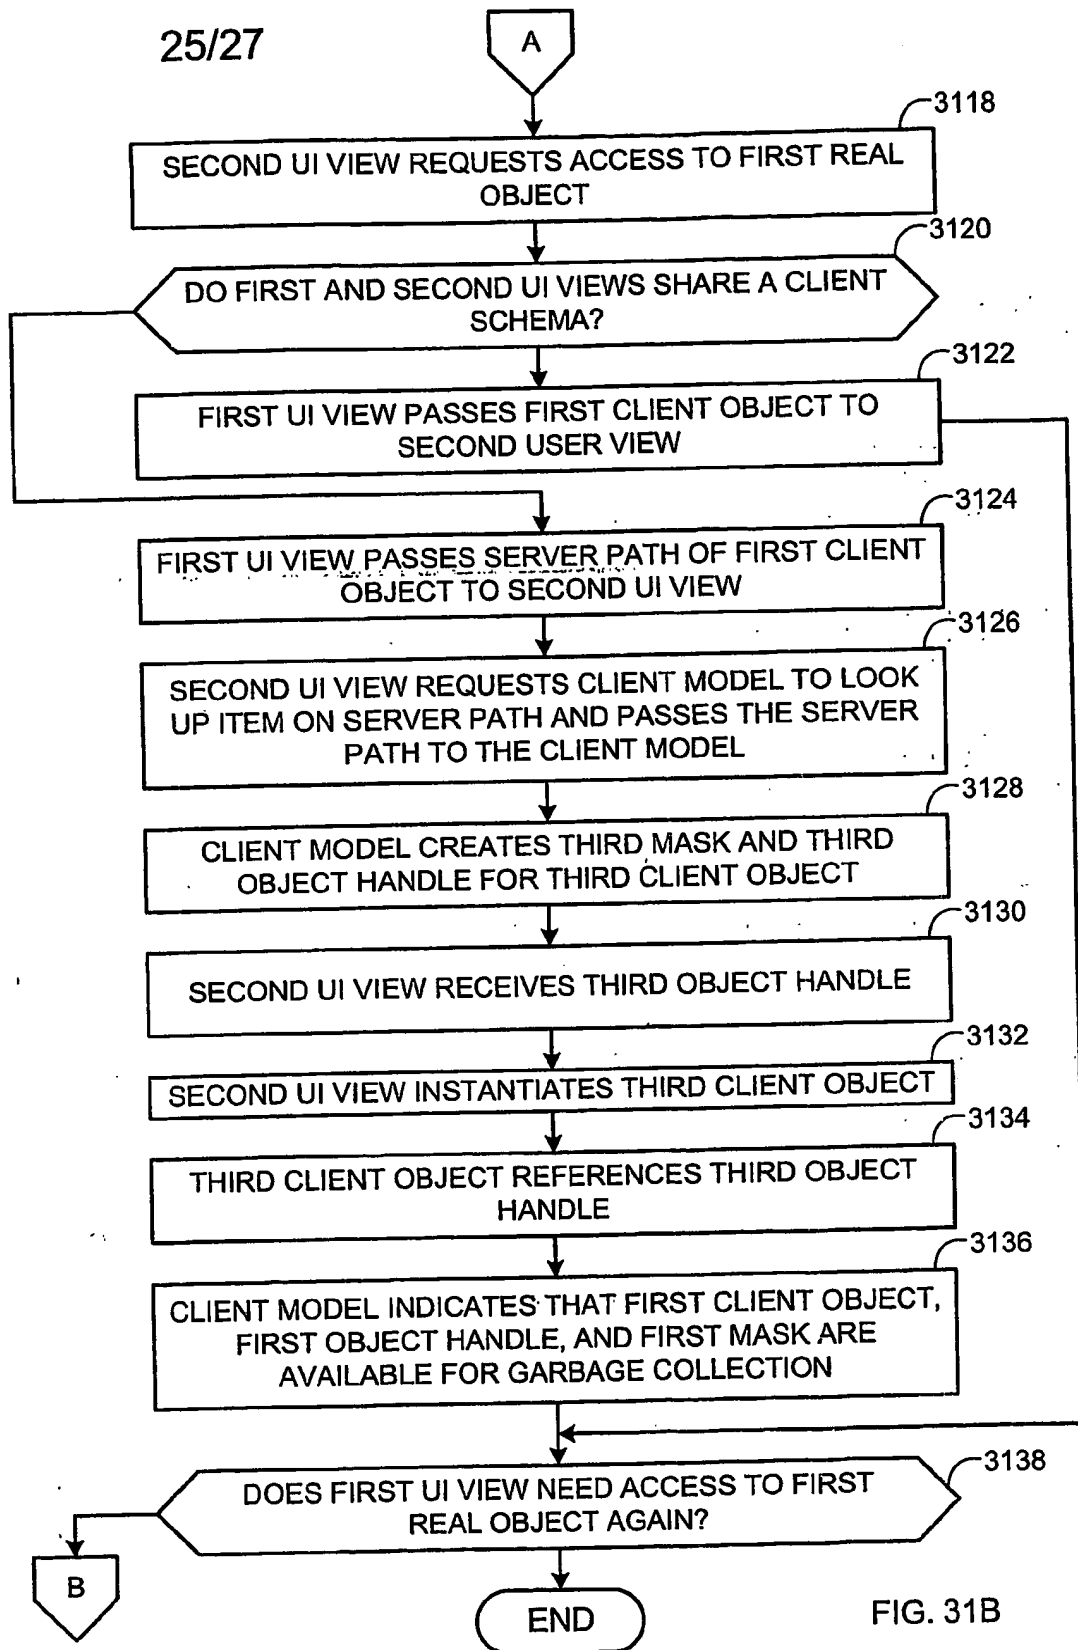 25/27
A
3118
SECOND UI VIEW REQUESTS ACCESS TO FIRST REAL
OBJECT
3120
DO FIRST AND SECOND UI VIEWS SHARE A CLIENT
SCHEMA?
3122
FIRST UI VIEW PASSES FIRST CLIENT OBJECT TO
SECOND USER VIEW
3124
FIRST UI VIEW PASSES SERVER PATH OF FIRST CLIENT
OBJECT TO SECOND UI VIEW
3126
SECOND UI VIEW REQUESTS CLIENT MODEL TO LOOK
UP ITEM ON SERVER PATH AND PASSES THE SERVER
PATH TO THE CLIENT MODEL
3128
CLIENT MODEL CREATES THIRD MASK AND THIRD
OBJECT HANDLE FOR THIRD CLIENT OBJECT
3130
SECOND UI VIEW RECEIVES THIRD OBJECT HANDLE
3132
SECOND UI VIEW INSTANTIATES THIRD CLIENT OBJECT
3134
THIRD CLIENT OBJECT REFERENCES THIRD OBJECT
HANDLE
3136
CLIENT MODEL INDICATES THAT FIRST CLIENT OBJECT,
FIRST OBJECT HANDLE, AND FIRST MASK ARE
AVAILABLE FOR GARBAGE COLLECTION
3138
DOES FIRST UI VIEW NEED ACCESS TO FIRST
REAL OBJECT AGAIN?
B
END
FIG. 31B